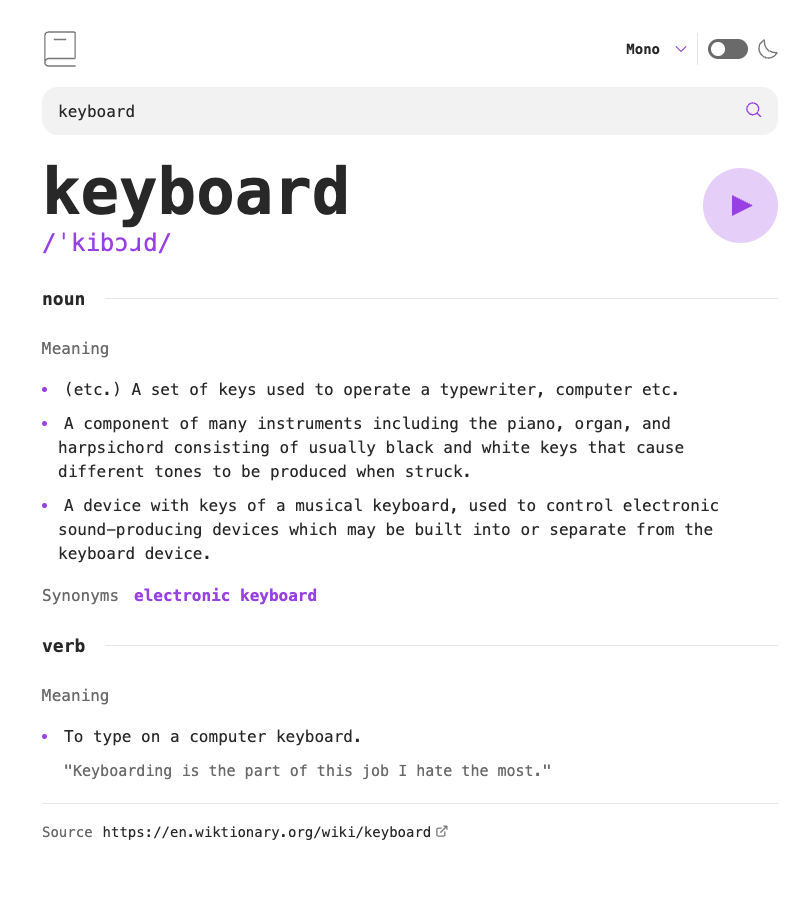 Mono
keyboard
keyboard
/ˈkibɔɹd/
noun
Meaning
(etc.) A set of keys used to operate a typewriter, computer etc.
A component of many instruments including the piano, organ, and
harpsichord consisting of usually black and white keys that cause
different tones to be produced when struck.
A device with keys of a musical keyboard, used to control electronic
sound-producing devices which may be built into or separate from the
keyboard device.
Synonyms electronic keyboard
verb
Meaning
To type on a computer keyboard.
"Keyboarding is the part of this job I hate the most."
Source https://en.wiktionary.org/wiki/keyboard